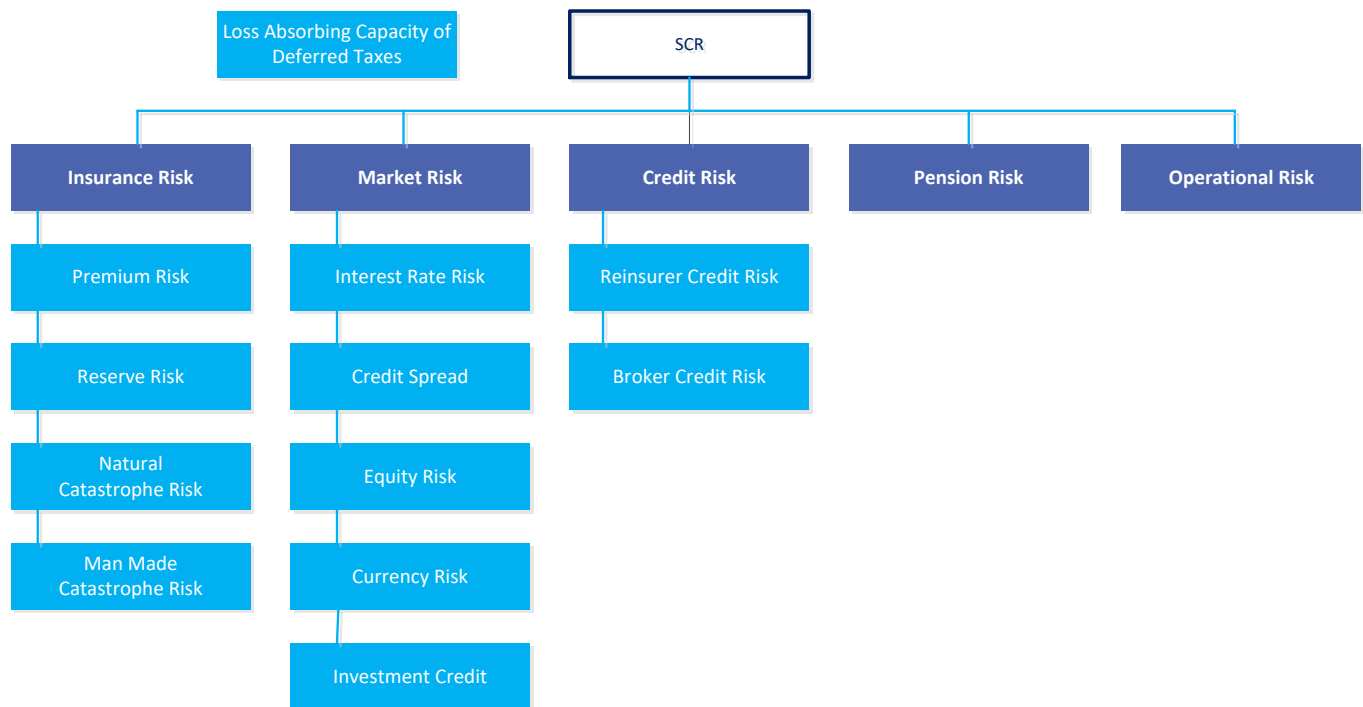 Loss Absorbing Capacity of
Deferred Taxes
SCR
Insurance Risk
Market Risk
Credit Risk
Pension Risk
Operational Risk
Premium Risk
Interest Rate Risk
Reinsurer Credit Risk
Reserve Risk
Credit Spread
Broker Credit Risk
Natural
Catastrophe Risk
Equity Risk
Man Made
Catastrophe Risk
Currency Risk
Investment Credit